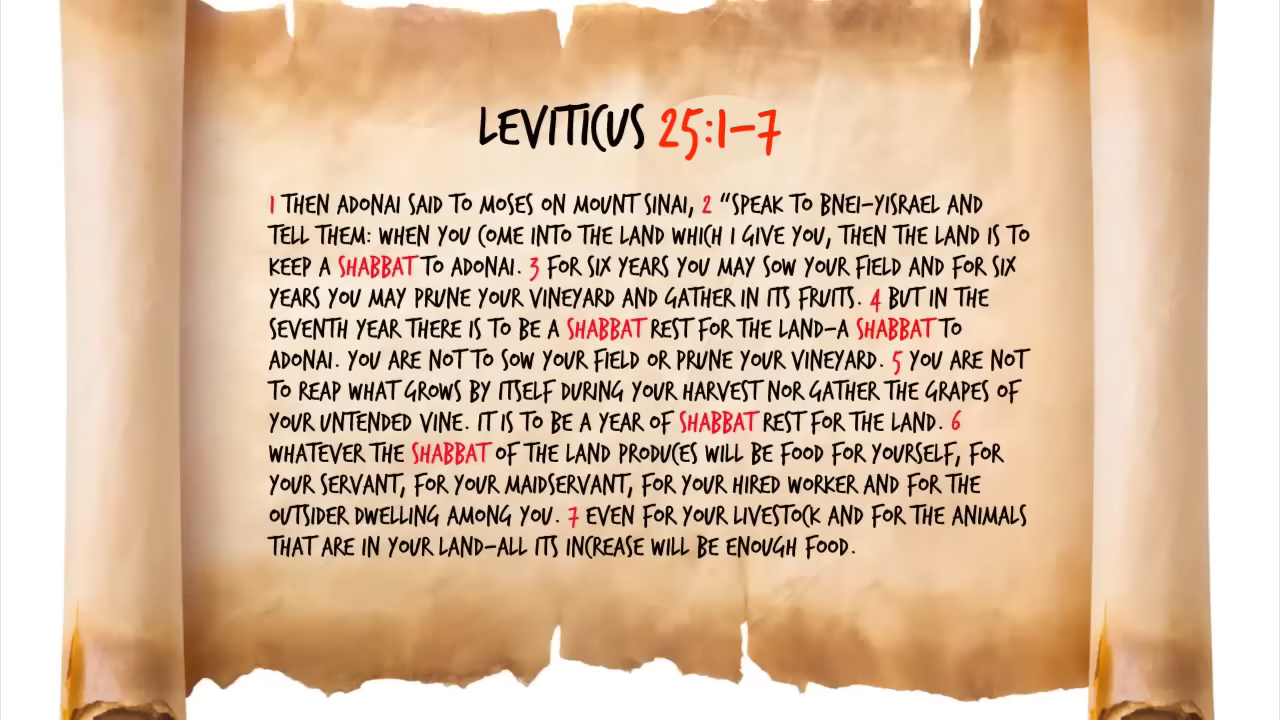 LEVITICUS 25:1-7
1 THEN ADONAI SAID TO MOSES ON MOUNT SINAI, 2 "SPEAK TO BNEI-YISRAEL AND
TELL THEM: WHEN YOU COME INTO THE LAND WHICH I GIVE YOU, THEN THE LAND IS TO
KEEP A SHABBAT TO ADONAI. 3 FOR SIX YEARS YOU MAY SOW YOUR FIELD AND FOR SIX
YEARS YOU MAY PRUNE YOUR VINEYARD AND GATHER IN ITS FRUITS. 4 BUT IN THE
SEVENTH YEAR THERE IS TO BE A SHABBAT REST FOR THE LAND-A SHABBAT TO
ADONAI. YOU ARE NOT TO SOW YOUR FIELD OR PRUNE YOUR VINEYARD. 5 YOU ARE NOT
TO REAP WHAT GROWS BY ITSELF DURING YOUR HARVEST NOR GATHER THE GRAPES OF
YOUR UNTENDED VINE. IT IS TO BE A YEAR OF SHABBAT REST FOR THE LAND. 6
WHATEVER THE SHABBAT OF THE LAND PRODUCES WILL BE FOOD FOR YOURSELF, FOR
YOUR SERVANT, FOR YOUR MAIDSERVANT, FOR YOUR HIRED WORKER AND FOR THE
OUTSIDER DWELLING AMONG YOU. 7 EVEN FOR YOUR LIVESTOCK AND FOR THE ANIMALS
THAT ARE IN YOUR LAND-ALL ITS INCREASE WILL BE ENOUGH FOOD.